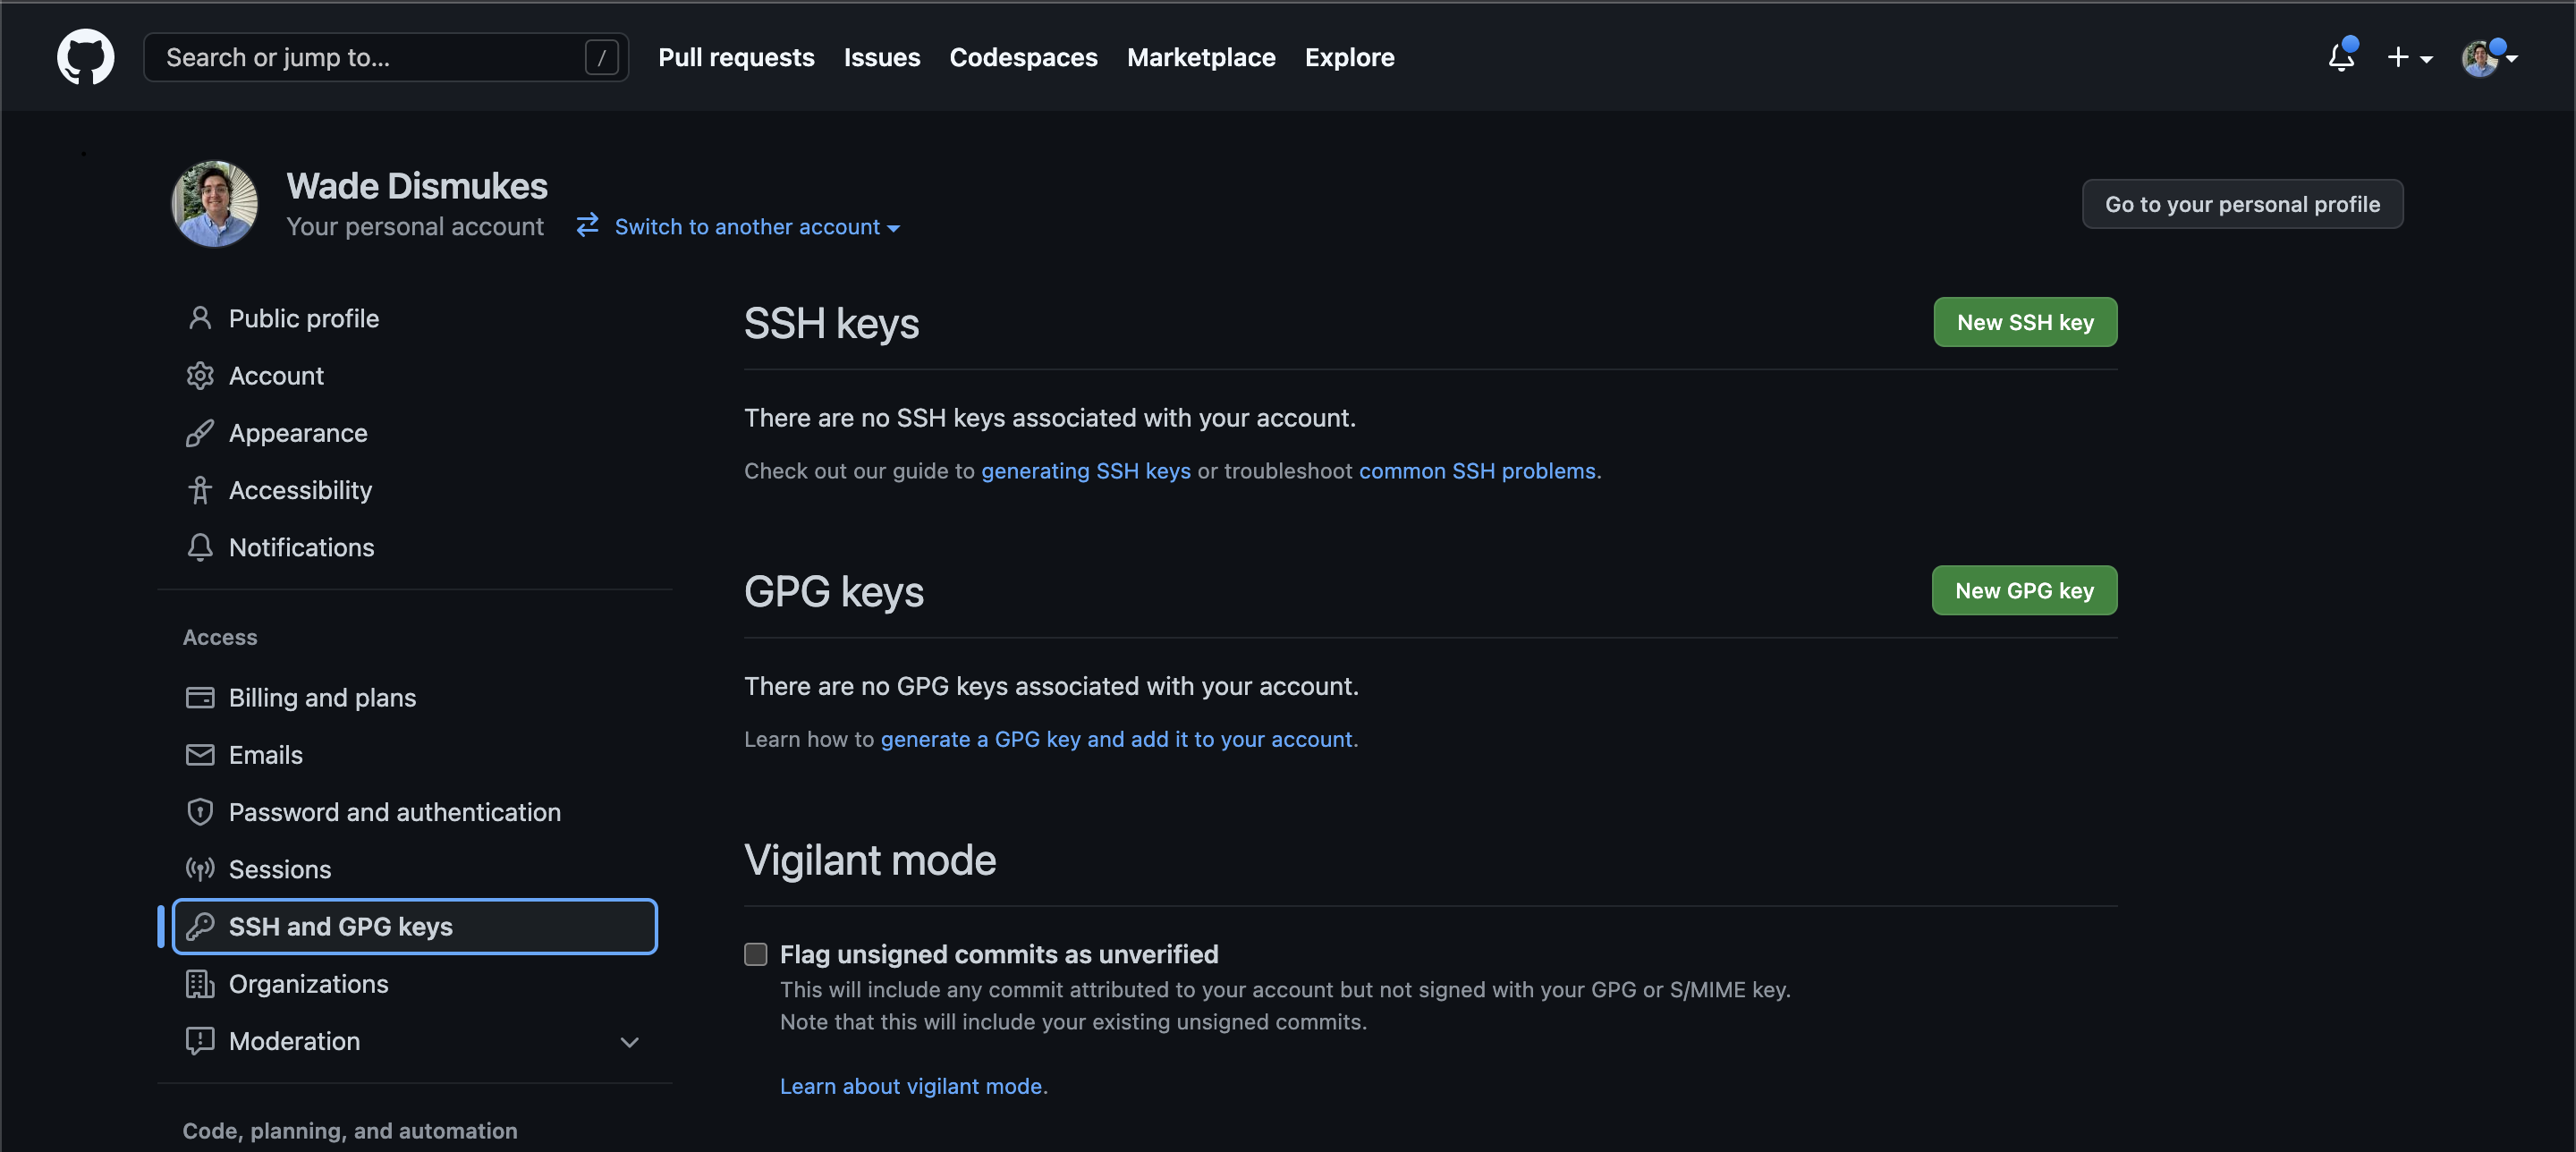 Search or jump to... /
Pull requests
Issues
Codespaces
Marketplace
Explore
Wade Dismukes
Your personal account
Switch to another account
Go to your personal profile
Public profile
Account
Appearance
Accessibility
Notifications
Access
Billing and plans
Emails
Password and authentication
Sessions
SSH and GPG keys
Organizations
Moderation
Code, planning, and automation
SSH keys
New SSH key
There are no SSH keys associated with your account.
Check out our guide to generating SSH keys or troubleshoot common SSH problems.
GPG keys
New GPG key
There are no GPG keys associated with your account.
Learn how to generate a GPG key and add it to your account.
Vigilant mode
Flag unsigned commits as unverified
This will include any commit attributed to your account but not signed with your GPG or S/MIME key.
Note that this will include your existing unsigned commits.
Learn about vigilant mode.